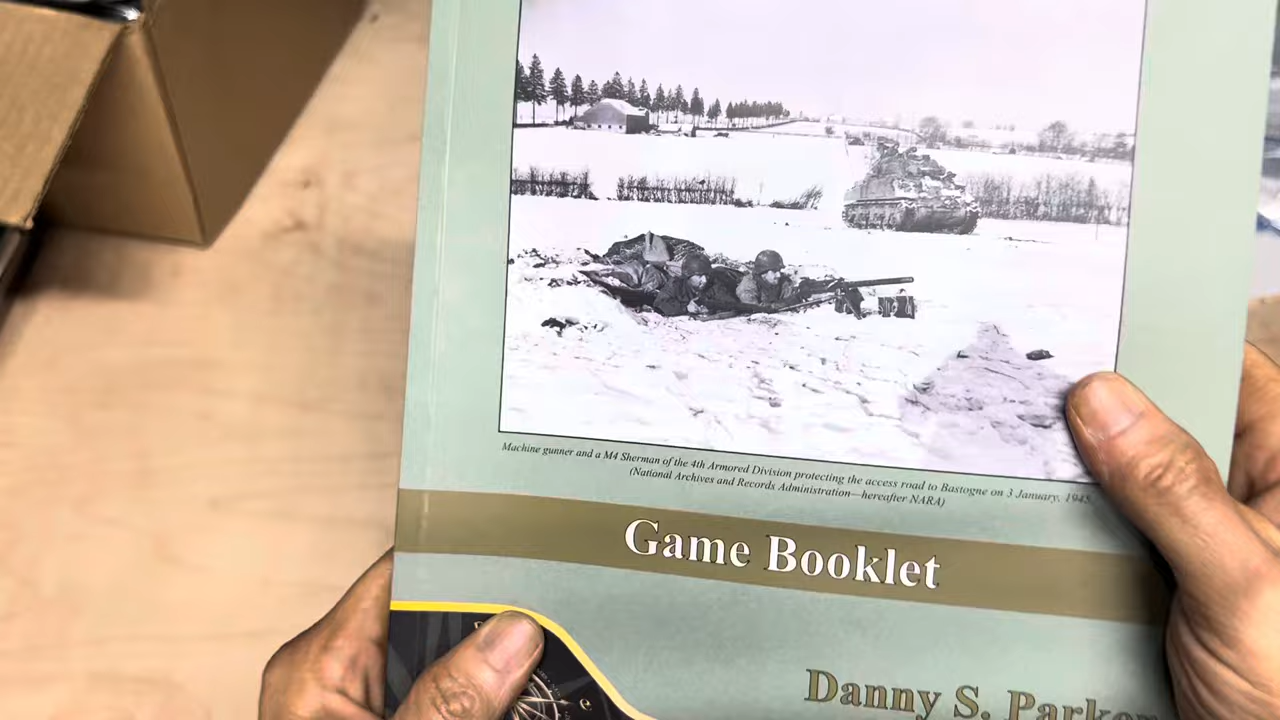 Machine gunner and a M4 Sherman of the 4th Armored Division protecting the access road to Bastogne on 3 January, 1945.
(National Archives and Records Administration—hereafter NARA)
Game Booklet
Danny S. Parker